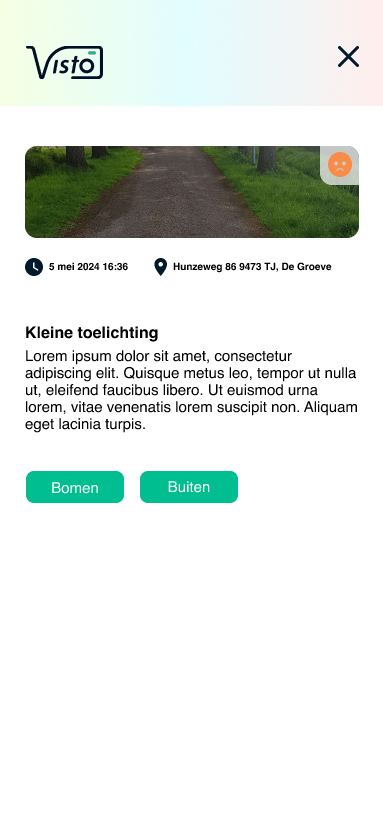 Visto
5 mei 2024 16:36
Hunzeweg 86 9473 TJ, De Groeve
Kleine toelichting
Lorem ipsum dolor sit amet, consectetur
adipiscing elit. Quisque metus leo, tempor ut nulla
ut, eleifend faucibus libero. Ut euismod urna
lorem, vitae venenatis lorem suscipit non. Aliquam
eget lacinia turpis.
Bomen
Buiten